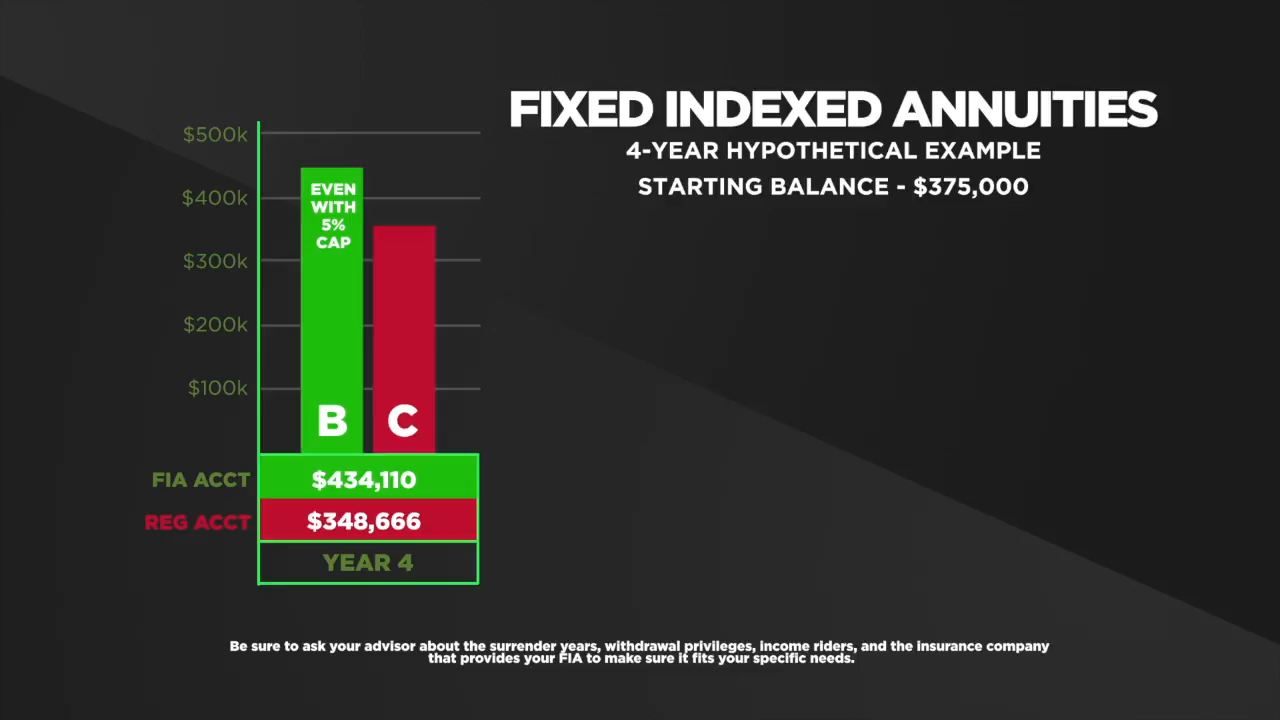 FIXED INDEXED ANNUITIES
4-YEAR HYPOTHETICAL EXAMPLE
STARTING BALANCE - $375,000
$500k
$400k
$300k
$200k
$100k
EVEN
WITH
5%
CAP
B
C
FIA ACCT
$434,110
REG ACCT
$348,666
YEAR 4
Be sure to ask your advisor about the surrender years, withdrawal privileges, income riders, and the insurance company
that provides your FIA to make sure it fits your specific needs.